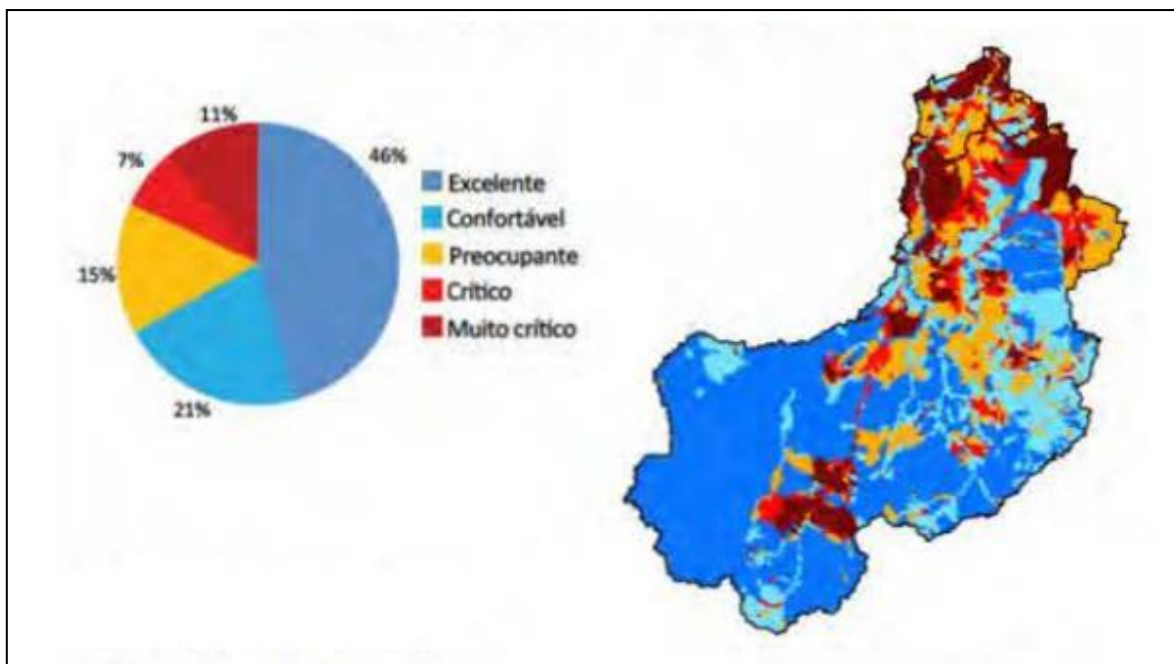 11%
7%
46%
15%
21%
Excelente
Confortável
Preocupante
Crítico
Muito crítico